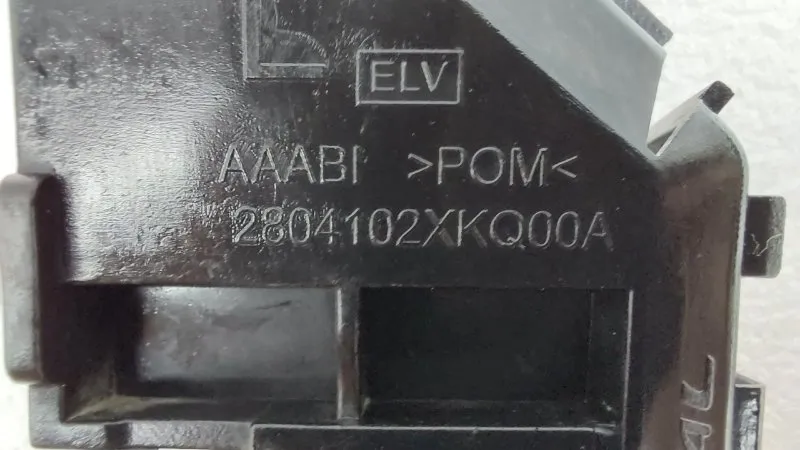 ELV
AAABI >POM<
2804102XKQ00A